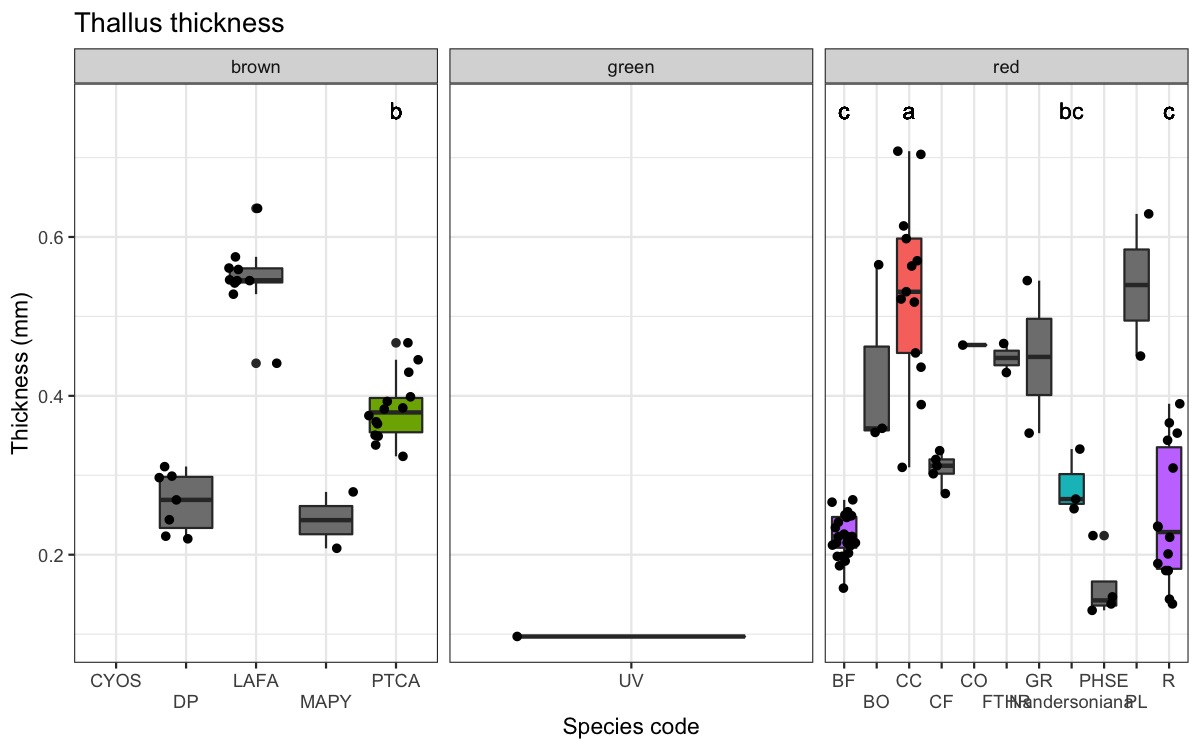 Thallus thickness
brown green red
b c a bc c
Thickness (mm)
0.6
0.4
0.2
CYOS LAFA PTCA UV BF CC CO GR PHSE R
DP MAPY BO CF PL
Species code